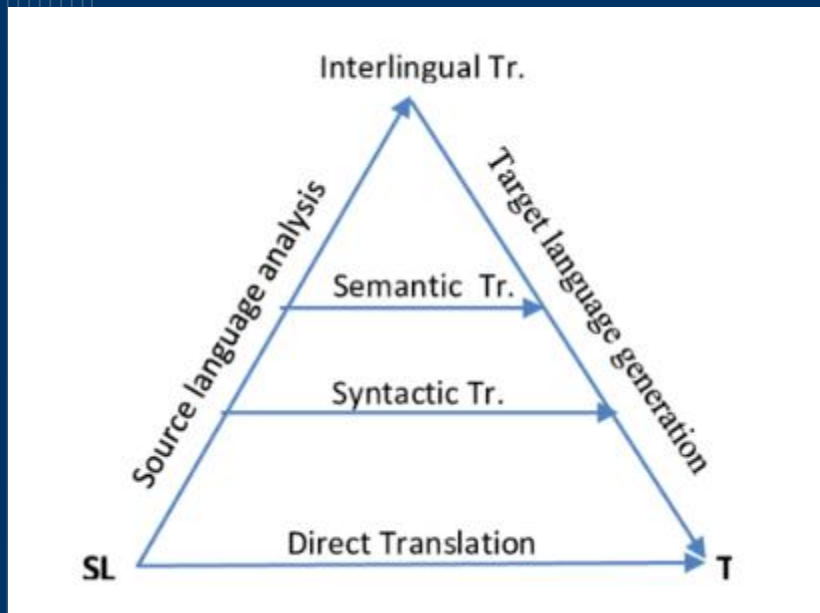 Interlingual Tr.
Source language analysis
Target language generation
Semantic Tr.
Syntactic Tr.
Direct Translation
SL
T